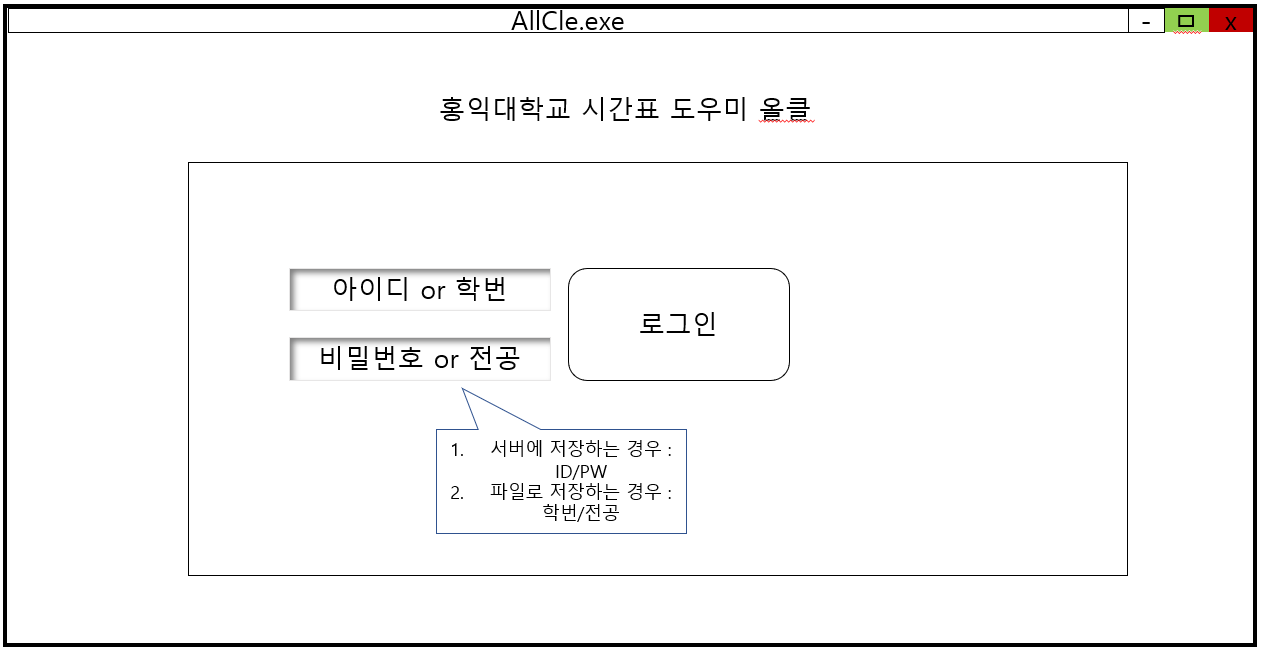 AllCle.exe
- ㅁ x
홍익대학교 시간표 도우미 올클
아이디 or 학번
로그인
비밀번호 or 전공
1. 서버에 저장하는 경우 :
ID/PW
2. 파일로 저장하는 경우 :
학번/전공